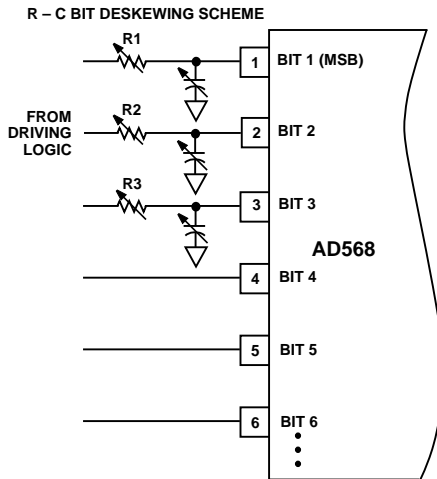 R – C BIT DESKEWING SCHEME
R1
1 BIT 1 (MSB)
FROM
DRIVING
LOGIC
R2
2 BIT 2
R3
3 BIT 3
AD568
4 BIT 4
5 BIT 5
6 BIT 6